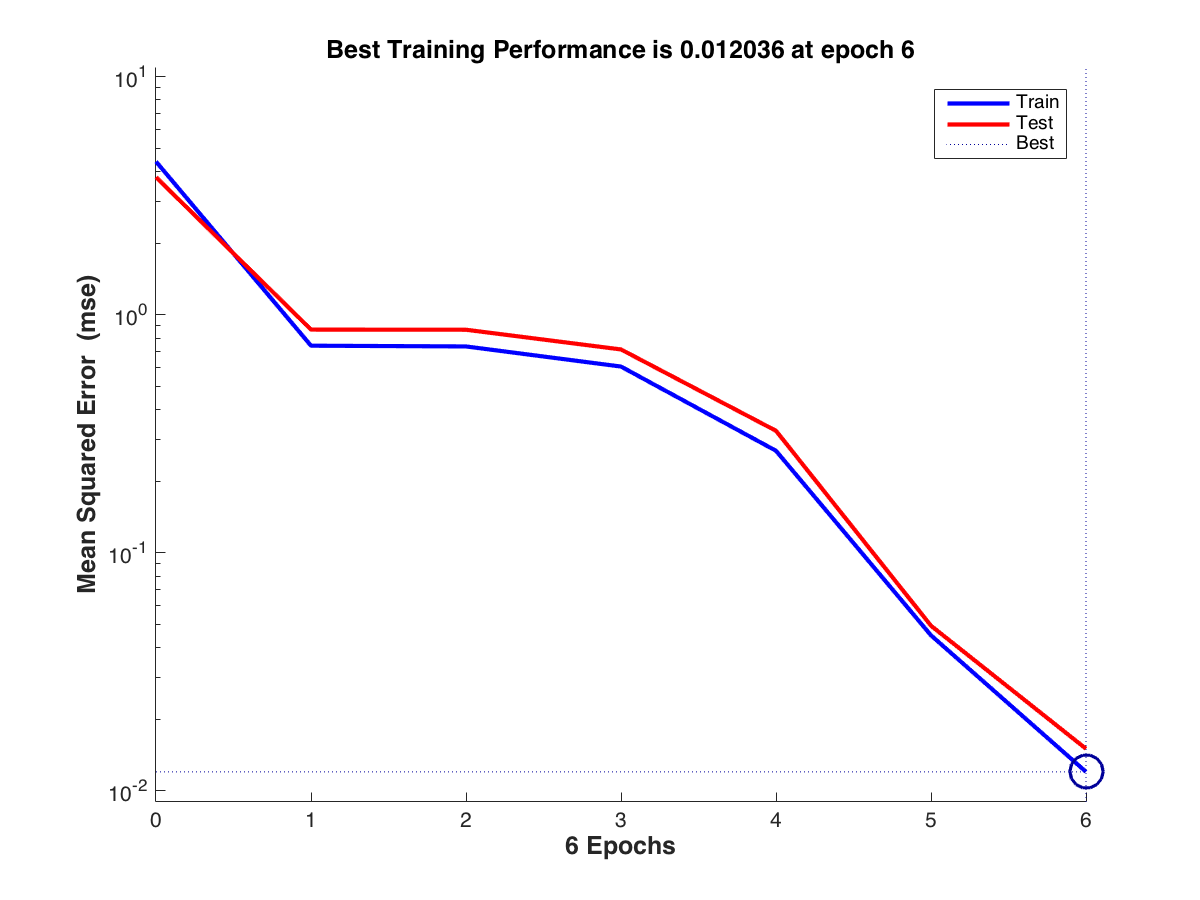 Best Training Performance is 0.012036 at epoch 6
10^1
10^0
10^-1
10^-2
Mean Squared Error (mse)
Train
Test
Best
0 1 2 3 4 5 6
6 Epochs